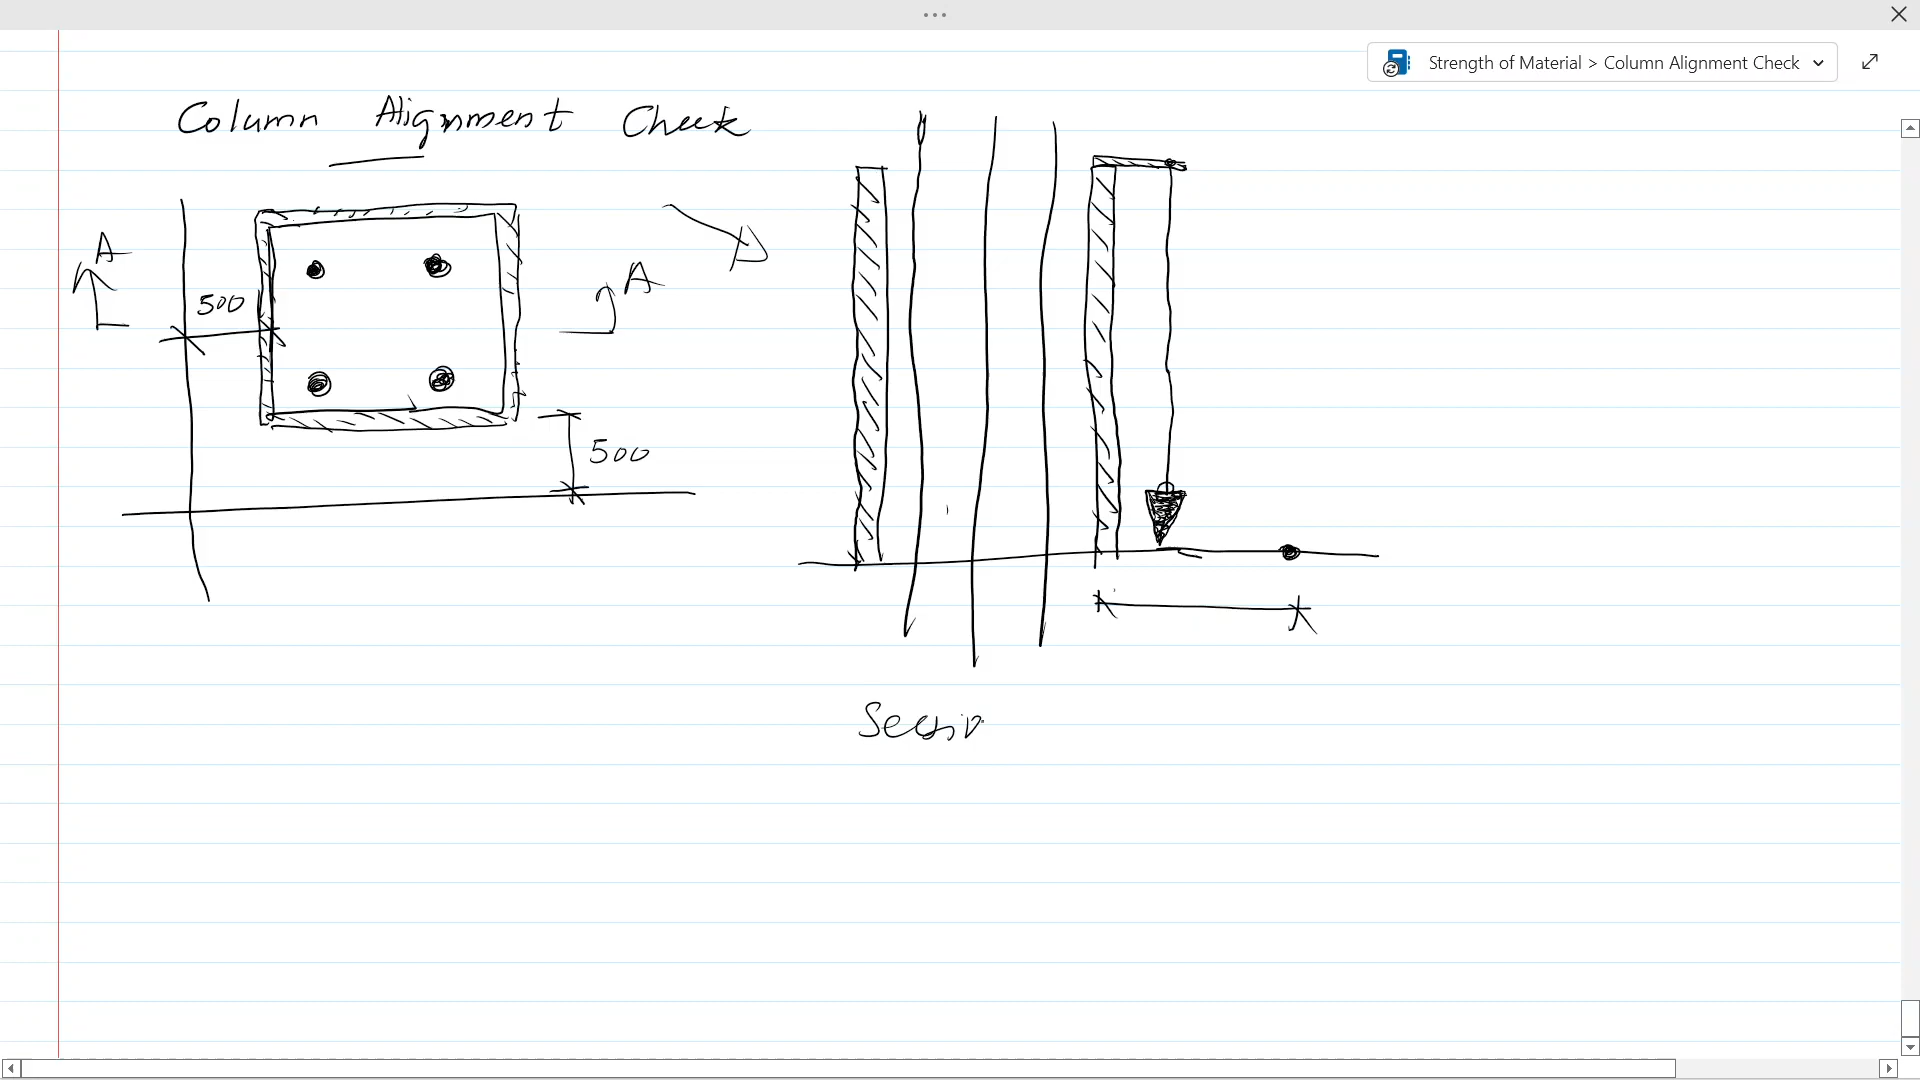 Strength of Material > Column Alignment Check
Column Alignment Check
A
500
A
500